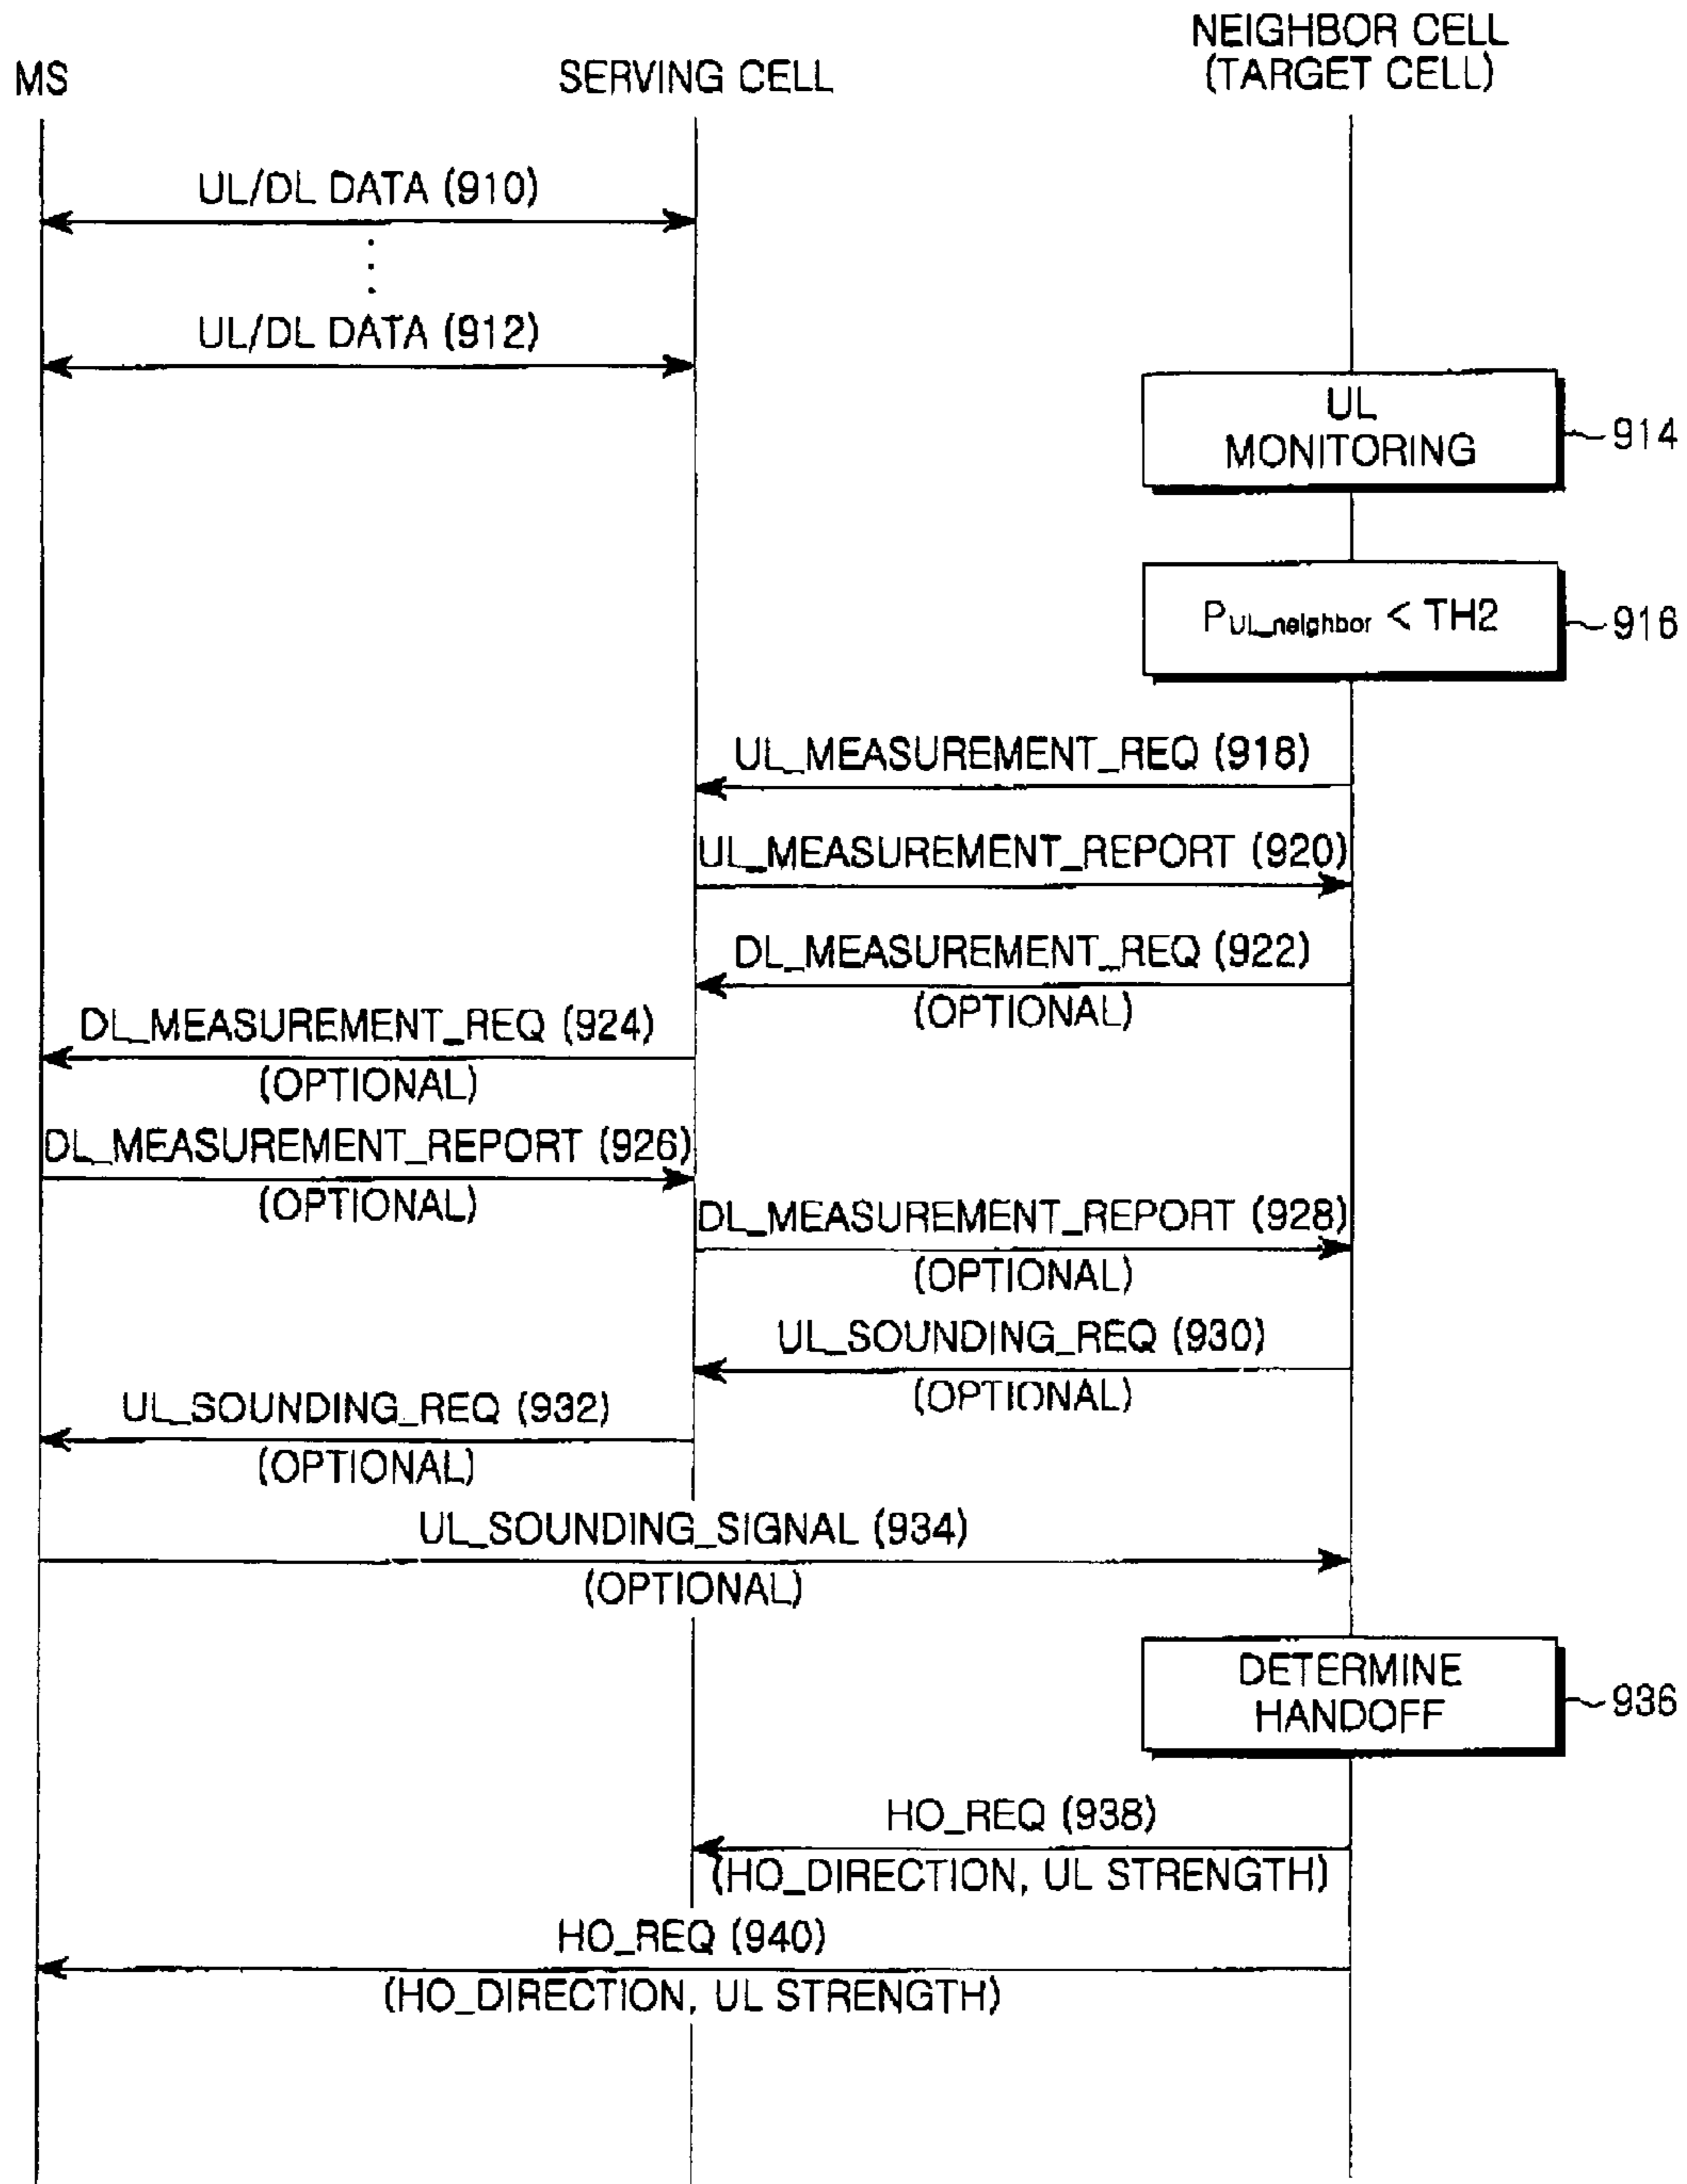 NEIGHBOR CELL
(TARGET CELL)
MS
SERVING CELL
UL/DL DATA (910)
UL/DL DATA (912)
UL
MONITORING
914
PUL_neighbor < TH2
916
UL_MEASUREMENT_REQ (918)
UL_MEASUREMENT_REPORT (920)
DL_MEASUREMENT_REQ (922)
(OPTIONAL)
DL_MEASUREMENT_REQ (924)
(OPTIONAL)
DL_MEASUREMENT_REPORT (926)
(OPTIONAL)
DL_MEASUREMENT_REPORT (928)
(OPTIONAL)
UL_SOUNDING_REQ (930)
(OPTIONAL)
UL_SOUNDING_REQ (932)
(OPTIONAL)
UL_SOUNDING_SIGNAL (934)
(OPTIONAL)
DETERMINE
HANDOFF
936
HO_REQ (938)
(HO_DIRECTION, UL STRENGTH)
HO_REQ (940)
(HO_DIRECTION, UL STRENGTH)